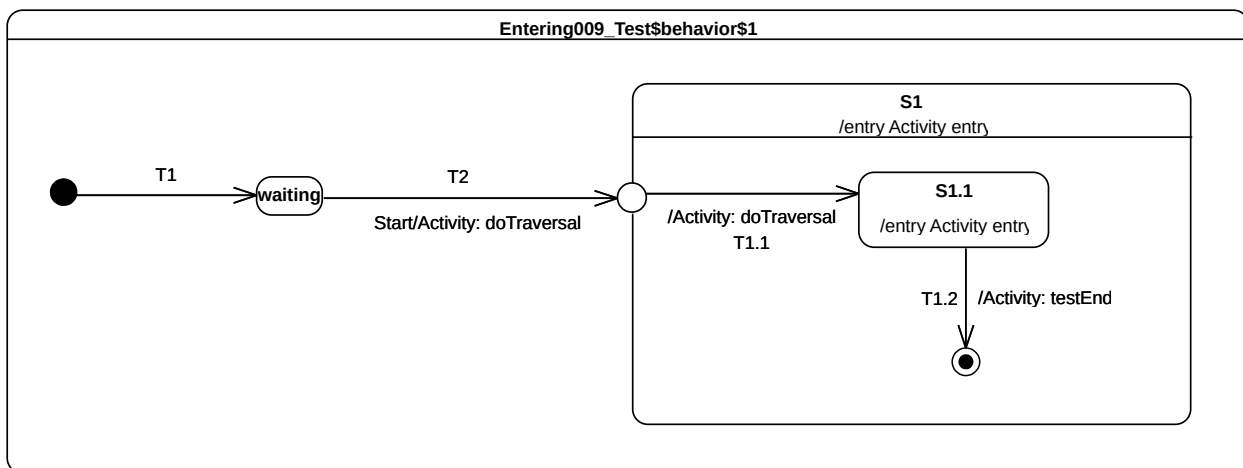 Entering009_Test$behavior$1
S1
/entry Activity entry
T1
waiting
T2
Start/Activity: doTraversal
/Activity: doTraversal
T1.1
S1.1
/entry Activity entry
T1.2
/Activity: testEnd